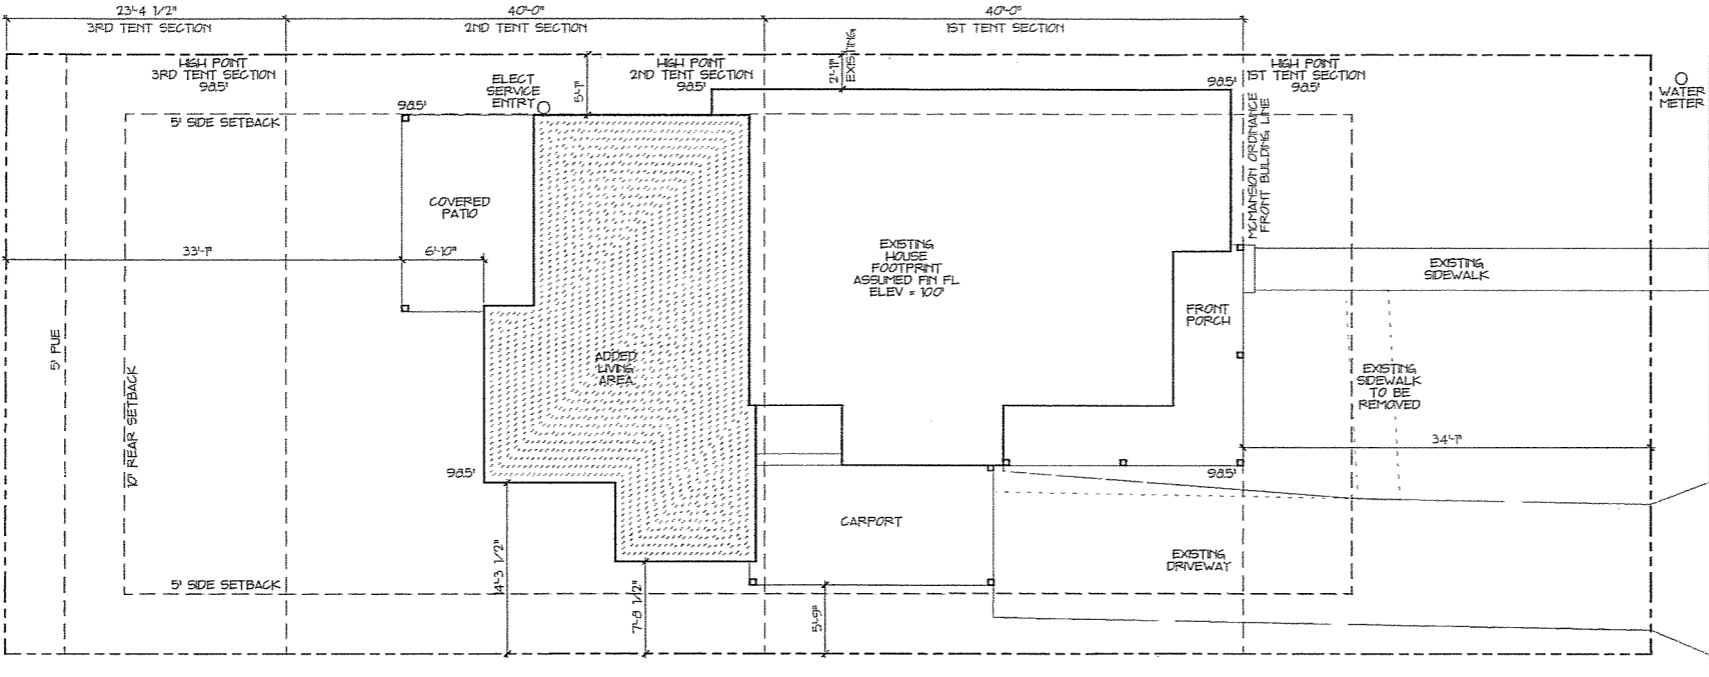 23'-4 1/2"
40'-0"
40'-0"
3RD TENT SECTION
2ND TENT SECTION
1ST TENT SECTION
HIGH POINT
3RD TENT SECTION
98.5'
ELECT
SERVICE
ENTRY
5'-1"
HIGH POINT
2ND TENT SECTION
98.5'
2'-11"
EXISTING
98.5'
HIGH POINT
1ST TENT SECTION
98.5'
WATER
METER
98.5'
5' SIDE SETBACK
MCMANSION ORDINANCE
FRONT BUILDING LINE
COVERED
PATIO
33'-1"
6'-10"
EXISTING
HOUSE
FOOTPRINT
ASSUMED FIN FL
ELEV = 100'
EXISTING
SIDEWALK
FRONT
PORCH
5' PUE
10' REAR SETBACK
ADDED
LIVING
AREA
EXISTING
SIDEWALK
TO BE
REMOVED
34'-1"
98.5'
98.5'
CARPORT
EXISTING
DRIVEWAY
5' SIDE SETBACK
7'-8 1/2"
5'-9"